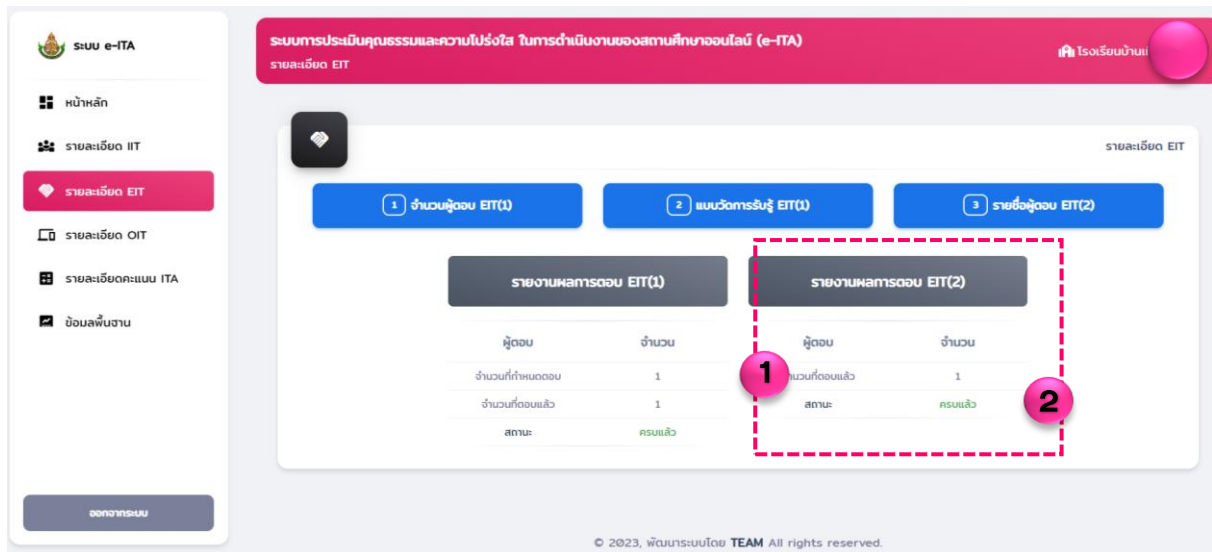 ระบบ e-ITA
ระบบการประเมินคุณธรรมและความโปร่งใส ในการดำเนินงานของสถานศึกษาออนไลน์ (e-ITA)
รายละเอียด EIT
โรงเรียนบ้าน
หน้าหลัก
รายละเอียด IIT
รายละเอียด EIT
รายละเอียด OIT
รายละเอียดคะแนน ITA
ข้อมูลพื้นฐาน
ออกจากระบบ
รายละเอียด EIT
1 จำนวนผู้ตอบ EIT(1)
2 แบบวัดการรับรู้ EIT(1)
3 รายชื่อผู้ตอบ EIT(2)
รายงานผลการตอบ EIT(1)
ผู้ตอบ จำนวน
จำนวนที่กำหนดตอบ 1
จำนวนที่ตอบแล้ว 1
สถานะ ครบแล้ว
รายงานผลการตอบ EIT(2)
ผู้ตอบ จำนวน
จำนวนที่ตอบแล้ว 1
สถานะ ครบแล้ว
1
2
© 2023, พัฒนาระบบโดย TEAM All rights reserved.